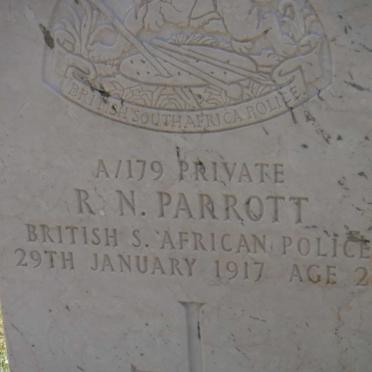 BRITISH SOUTH AFRICA POLICE
A/179 PRIVATE
R. N. PARROTT
BRITISH S. AFRICAN POLICE
29TH JANUARY 1917 AGE 2